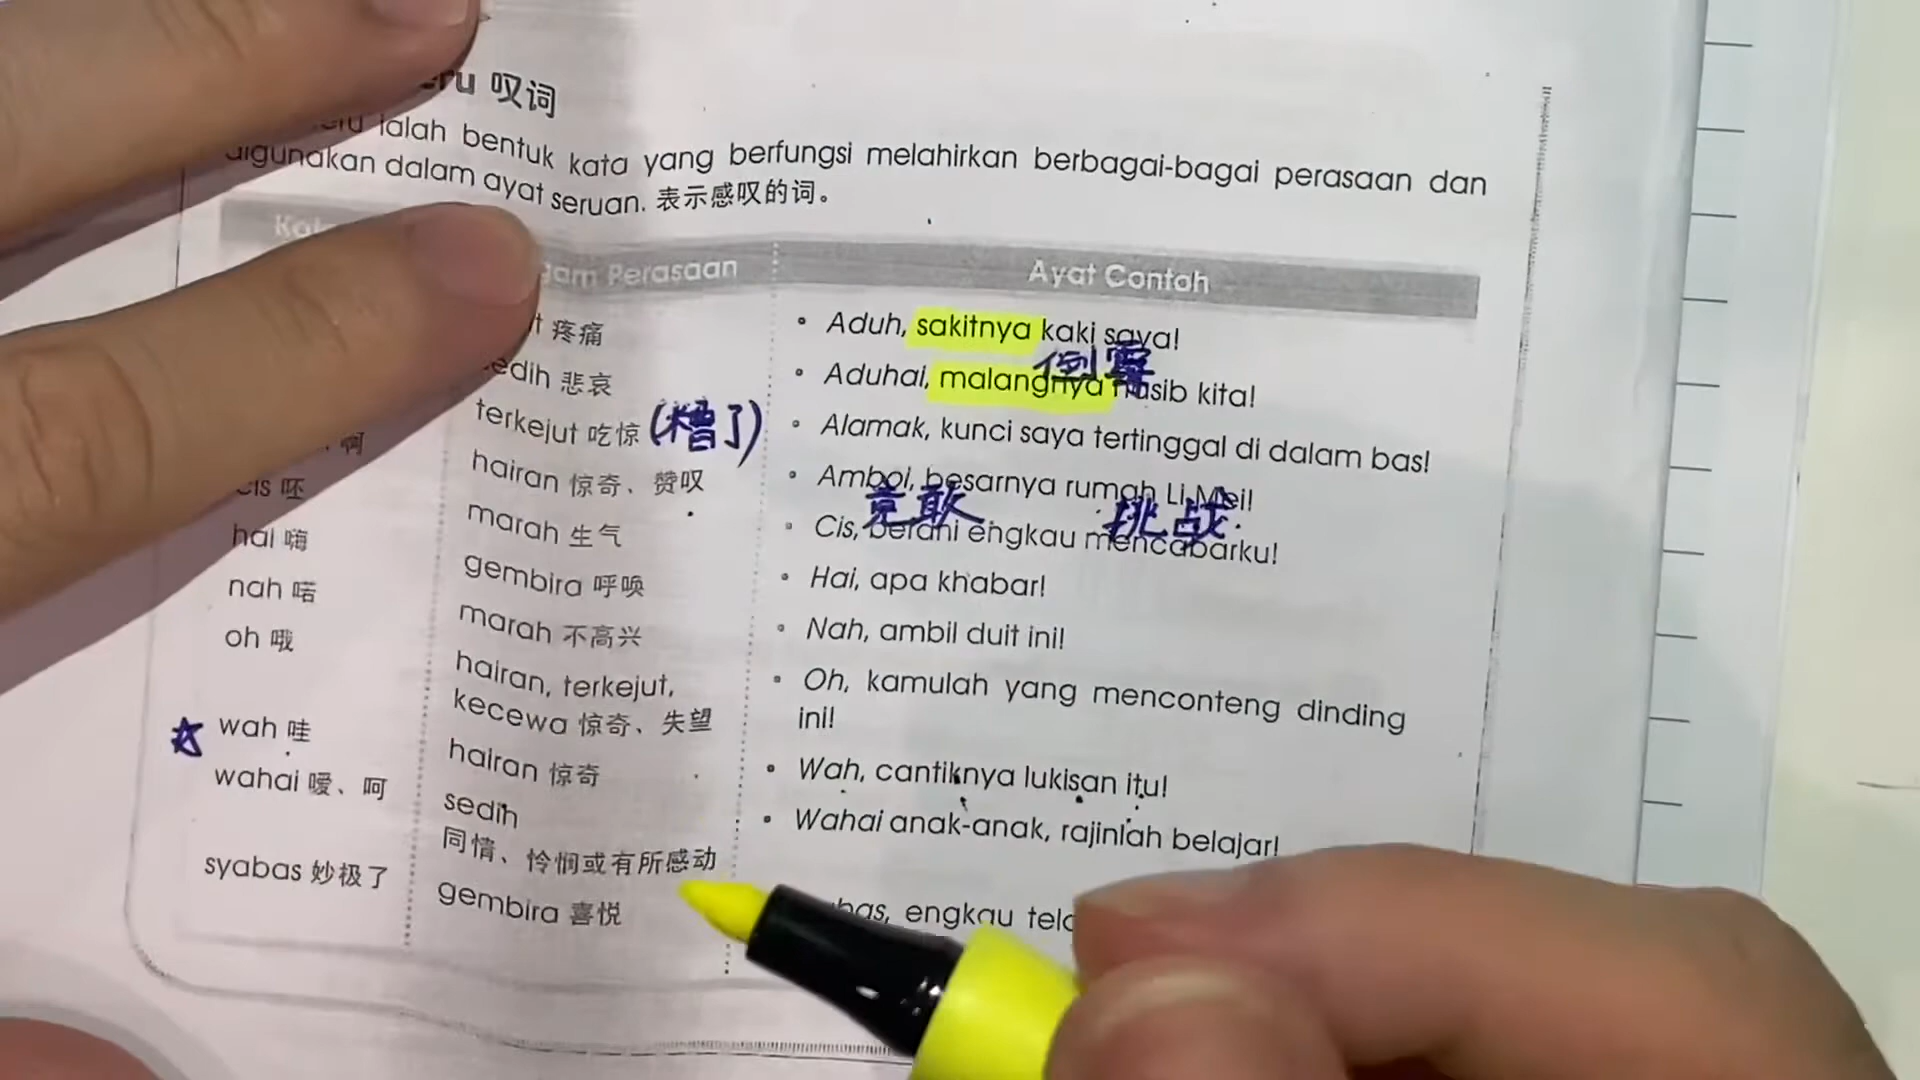 叹词
ialah bentuk kata yang berfungsi melahirkan berbagai-bagai perasaan dan
digunakan dalam ayat seruan. 表示感叹的词。
Perasaan
Ayat Contoh
疼痛
• Aduh, sakitnya kaki saya!
倒霉
sedih 悲哀
• Aduhai, malangnya nasib kita!
terkejut 吃惊 (糟了)
• Alamak, kunci saya tertinggal di dalam bas!
啊
hairan 惊奇、赞叹
• Amboi, besarnya rumah Li Mei!
竟敢 挑战
cis 呸
marah 生气
• Cis, berani engkau mencabarku!
hai 嗨
gembira 呼唤
• Hai, apa khabar!
nah 喏
marah 不高兴
• Nah, ambil duit ini!
oh 哦
hairan, terkejut,
kecewa 惊奇、失望
• Oh, kamulah yang menconteng dinding
ini!
☆ wah 哇
hairan 惊奇
• Wah, cantiknya lukisan itu!
wahai 嗳、呵
sedih
同情、怜悯或有所感动
• Wahai anak-anak, rajinlah belajar!
syabas 妙极了
gembira 喜悦
engkau